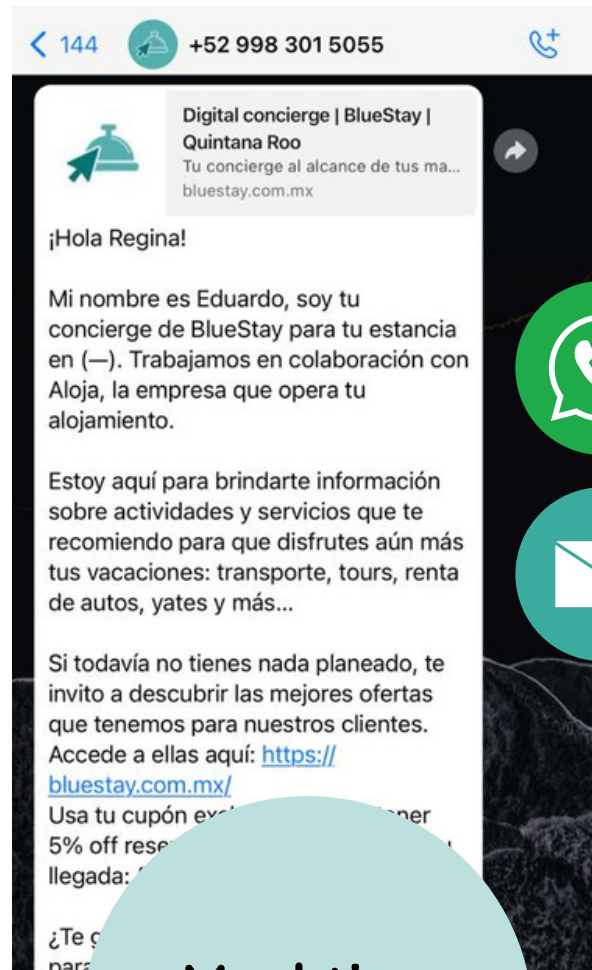 144
+52 998 301 5055
Digital concierge | BlueStay |
Quintana Roo
Tu concierge al alcance de tus ma...
bluestay.com.mx
¡Hola Regina!
Mi nombre es Eduardo, soy tu
concierge de BlueStay para tu estancia
en (—). Trabajamos en colaboración con
Aloja, la empresa que opera tu
alojamiento.
Estoy aquí para brindarte información
sobre actividades y servicios que te
recomiendo para que disfrutes aún más
tus vacaciones: transporte, tours, renta
de autos, yates y más...
Si todavía no tienes nada planeado, te
invito a descubrir las mejores ofertas
que tenemos para nuestros clientes.
Accede a ellas aquí: https://
bluestay.com.mx/
Usa tu cupón
5% off
llegada:
¿Te